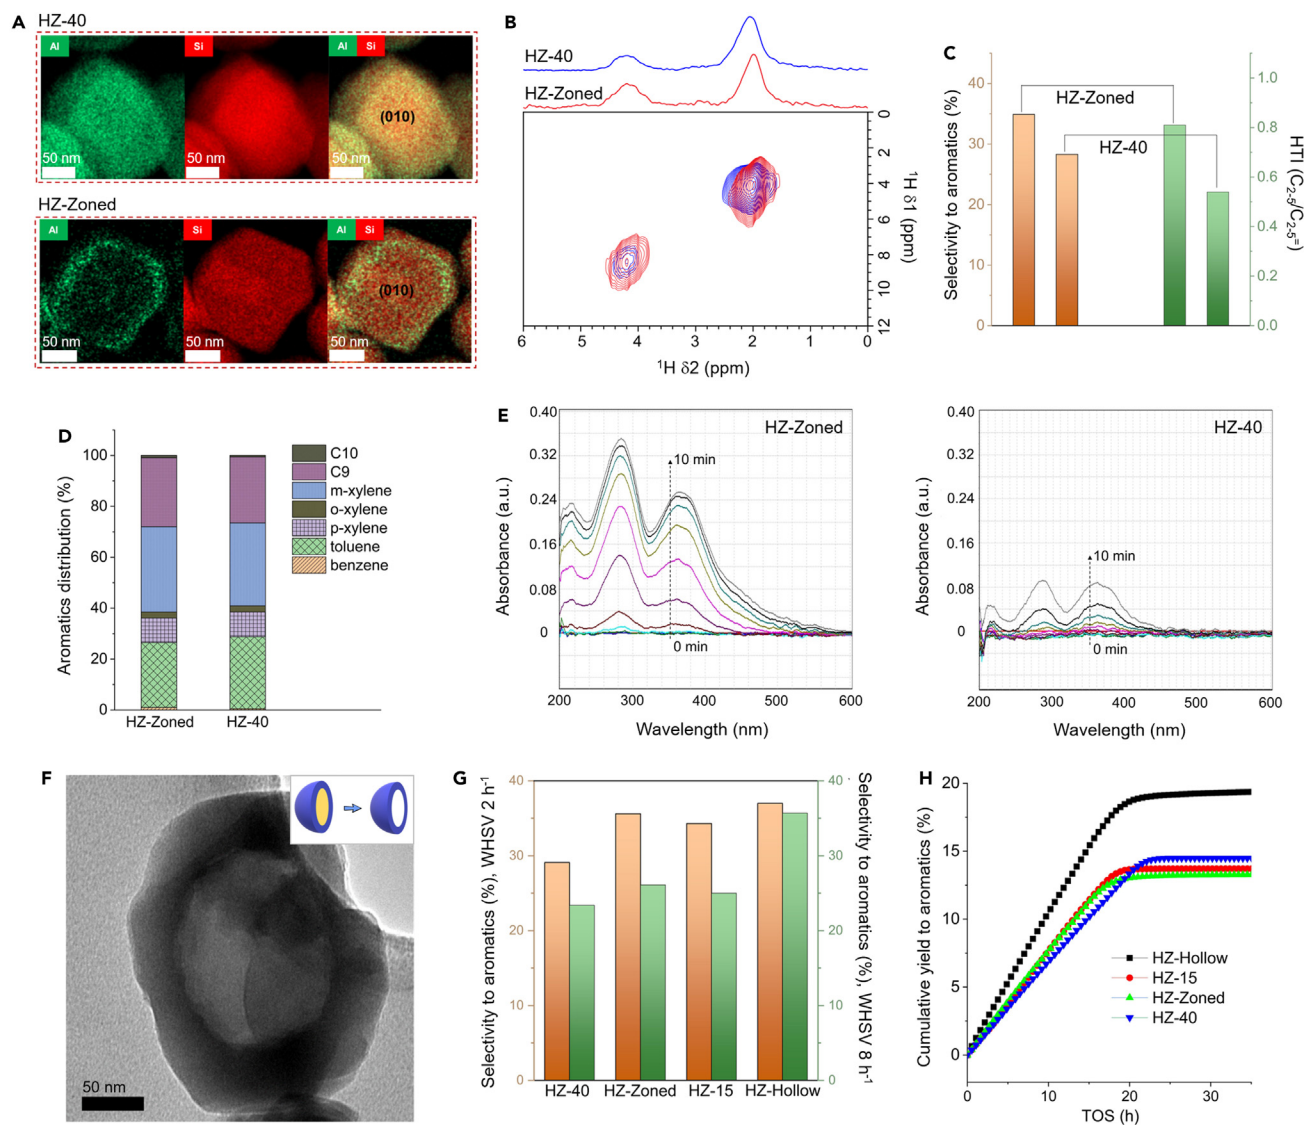 A
HZ-40
Al
Si
Al
Si
(010)
50 nm
50 nm
50 nm
HZ-Zoned
Al
Si
Al
Si
(010)
50 nm
50 nm
50 nm
B
HZ-40
HZ-Zoned
0
2
4
6
8
10
12
¹H δ1 (ppm)
6
5
4
3
2
1
0
¹H δ2 (ppm)
C
40
30
20
10
0
Selectivity to aromatics (%)
HZ-Zoned
HZ-40
1.0
0.8
0.6
0.4
0.2
0.0
HTI (C₂₋₅/C₂₋₅⁼)
D
100
80
60
40
20
0
Aromatics distribution (%)
HZ-Zoned
HZ-40
C10
C9
m-xylene
o-xylene
p-xylene
toluene
benzene
E
0.40
0.32
0.24
0.16
0.08
0
Absorbance (a.u.)
HZ-Zoned
10 min
0 min
200
300
400
500
600
Wavelength (nm)
0.40
0.32
0.24
0.16
0.08
0
Absorbance (a.u.)
HZ-40
10 min
0 min
200
300
400
500
600
Wavelength (nm)
F
50 nm
G
40
30
20
10
0
Selectivity to aromatics (%), WHSV 2 h⁻¹
HZ-40
HZ-Zoned
HZ-15
HZ-Hollow
40
30
20
10
0
Selectivity to aromatics (%), WHSV 8 h⁻¹
H
20
15
10
5
0
Cumulative yield to aromatics (%)
HZ-Hollow
HZ-15
HZ-Zoned
HZ-40
0
10
20
30
TOS (h)